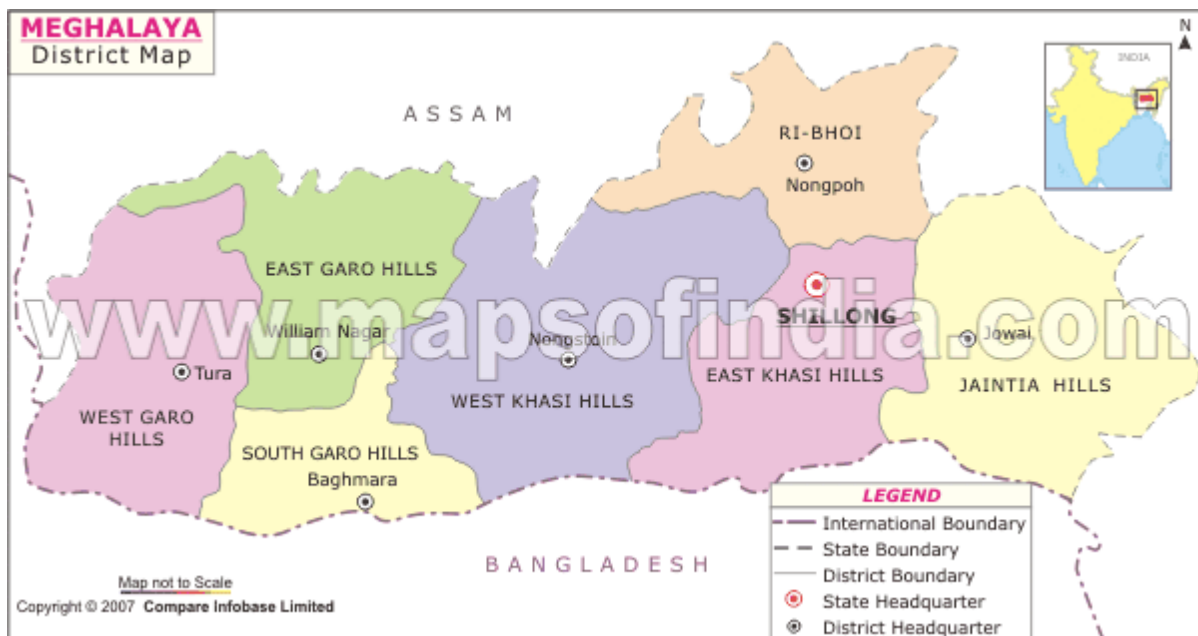 MEGHALAYA
District Map
N
INDIA
ASSAM
RI-BHOI
Nongpoh
EAST GARO HILLS
www.mapsofindia.com
SHILLONG
William Nagar
Nongstoin
Jowai
Tura
EAST KHASI HILLS
JAINTIA HILLS
WEST KHASI HILLS
WEST GARO
HILLS
SOUTH GARO HILLS
Baghmara
LEGEND
International Boundary
State Boundary
District Boundary
State Headquarter
District Headquarter
BANGLADESH
Map not to Scale
Copyright © 2007 Compare Infobase Limited